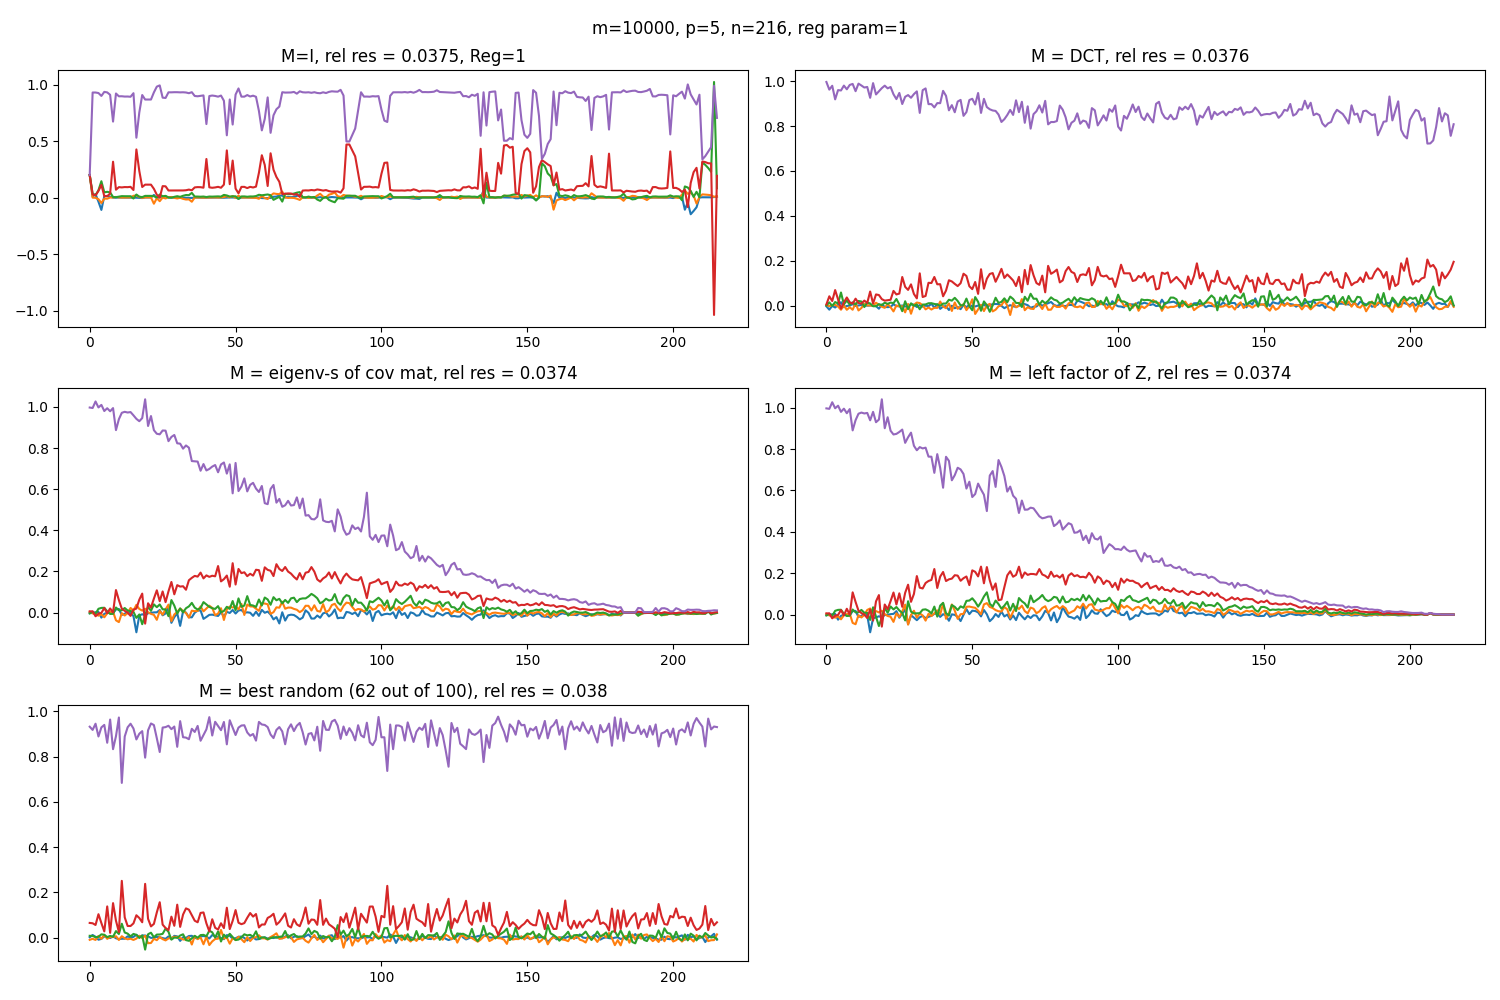 m=10000, p=5, n=216, reg param=1
M=I, rel res = 0.0375, Reg=1
1.0
0.5
0.0
−0.5
−1.0
0 50 100 150 200
M = DCT, rel res = 0.0376
1.0
0.8
0.6
0.4
0.2
0.0
0 50 100 150 200
M = eigenv-s of cov mat, rel res = 0.0374
1.0
0.8
0.6
0.4
0.2
0.0
0 50 100 150 200
M = left factor of Z, rel res = 0.0374
1.0
0.8
0.6
0.4
0.2
0.0
0 50 100 150 200
M = best random (62 out of 100), rel res = 0.038
1.0
0.8
0.6
0.4
0.2
0.0
0 50 100 150 200